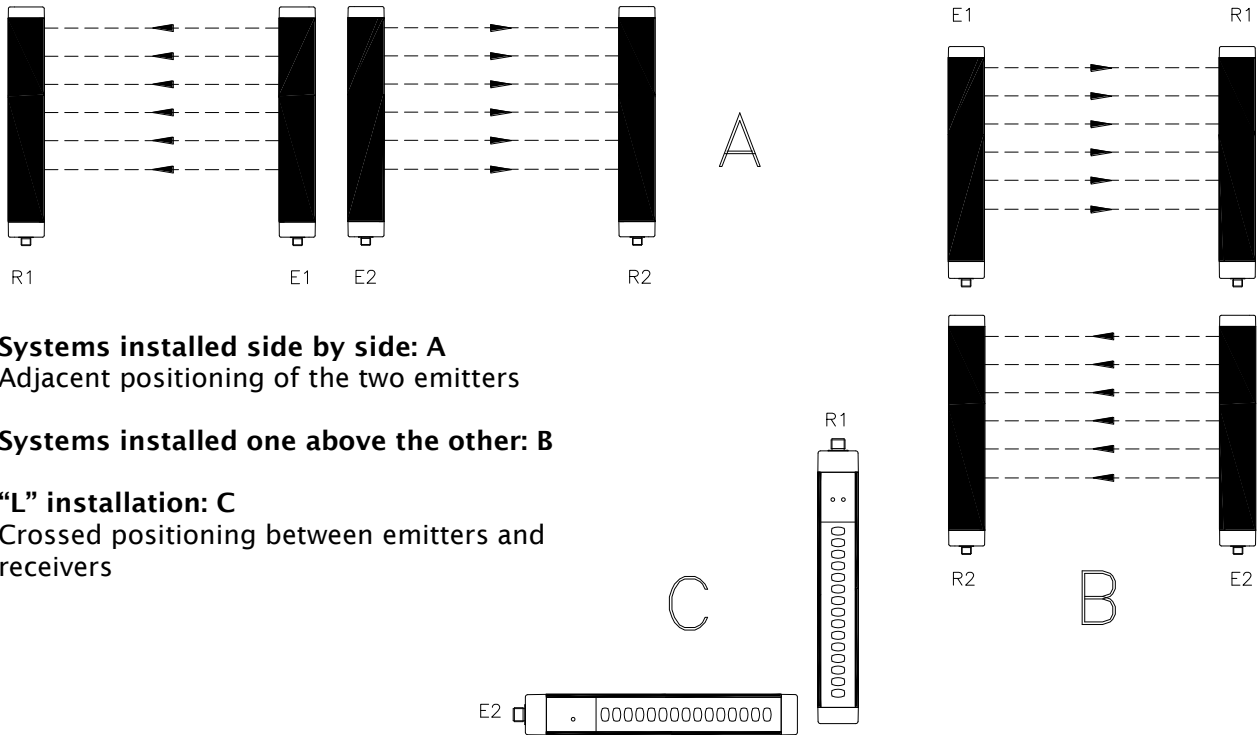 E1 R1
A
R1 E1 E2 R2
Systems installed side by side: A
Adjacent positioning of the two emitters
Systems installed one above the other: B
“L” installation: C
Crossed positioning between emitters and
receivers
R1
R2 B E2
C
E2